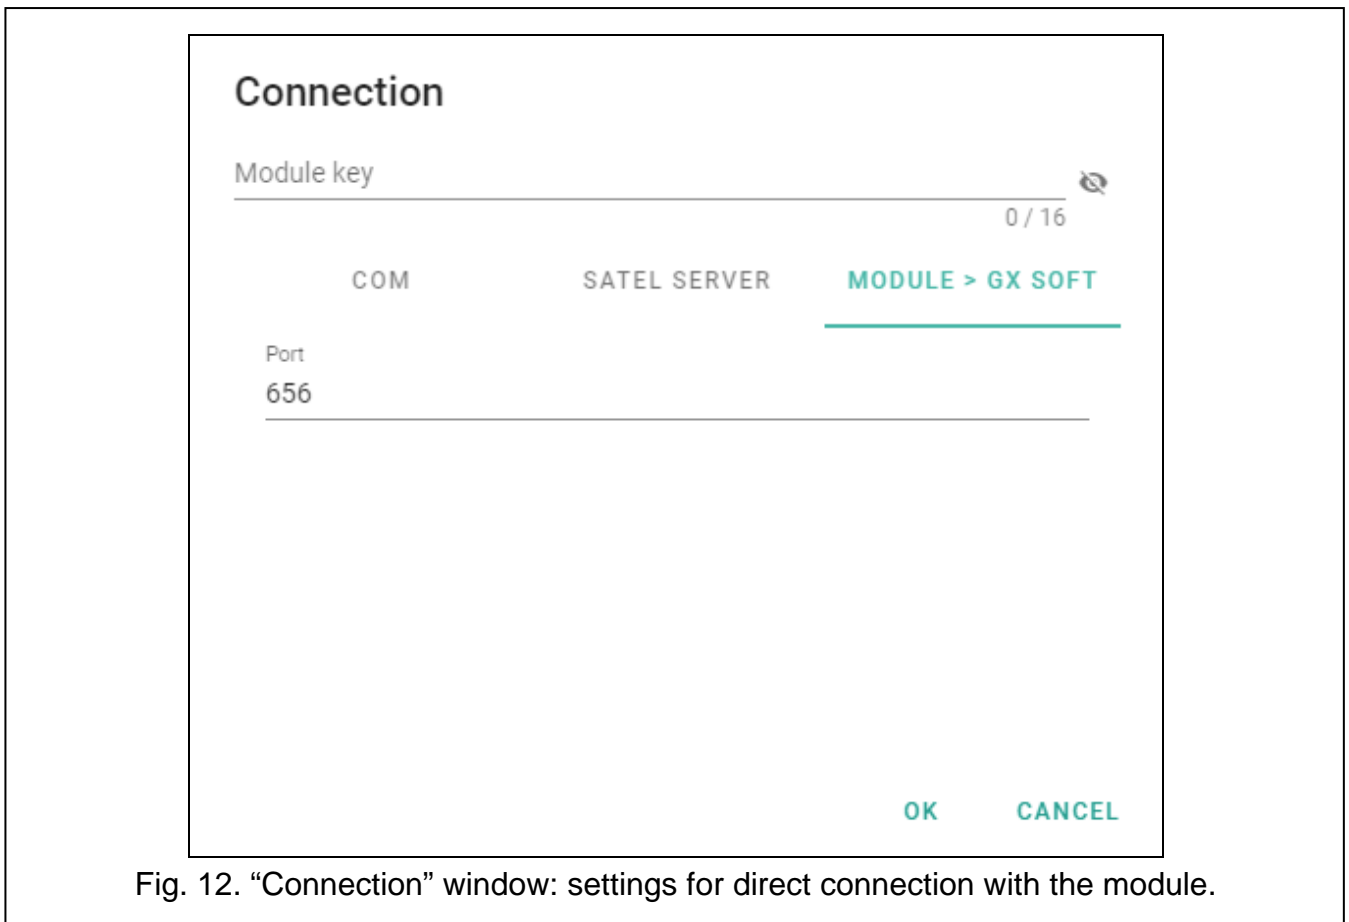 Connection
Module key
0 / 16
COM SATEL SERVER MODULE > GX SOFT
Port
656
OK CANCEL
Fig. 12. “Connection” window: settings for direct connection with the module.